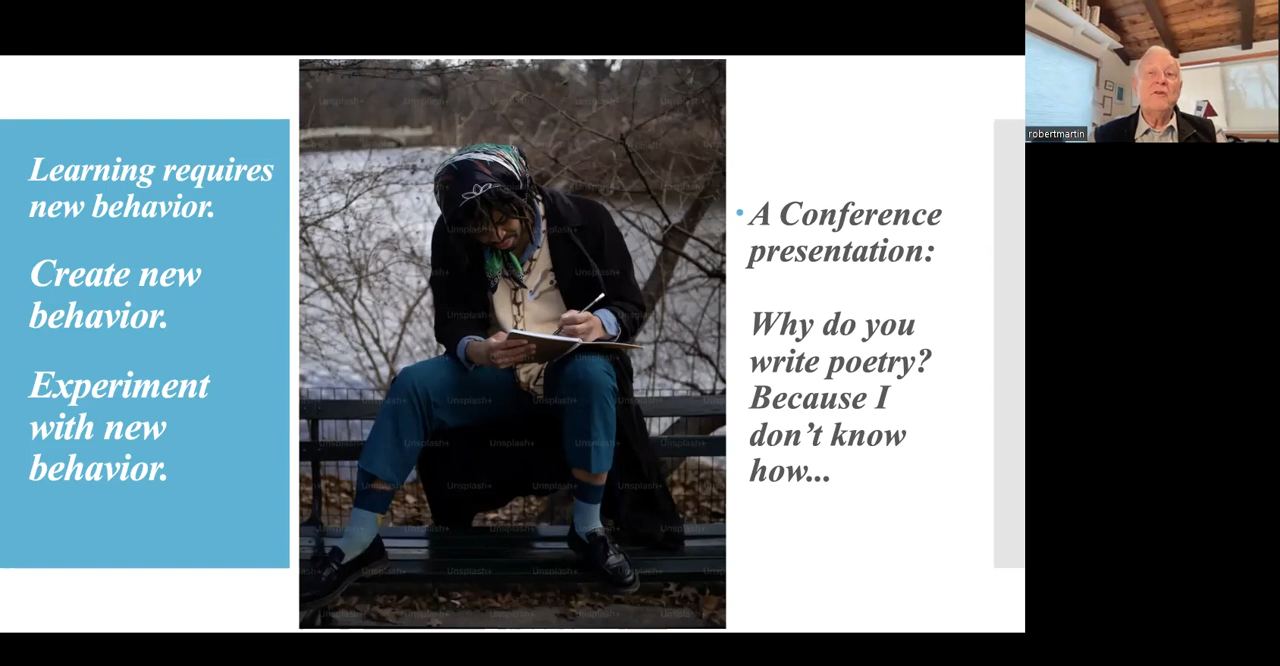 Learning requires
new behavior.
Create new
behavior.
Experiment
with new
behavior.
• A Conference
presentation:
Why do you
write poetry?
Because I
don’t know
how...
robertmartin
Unsplash+